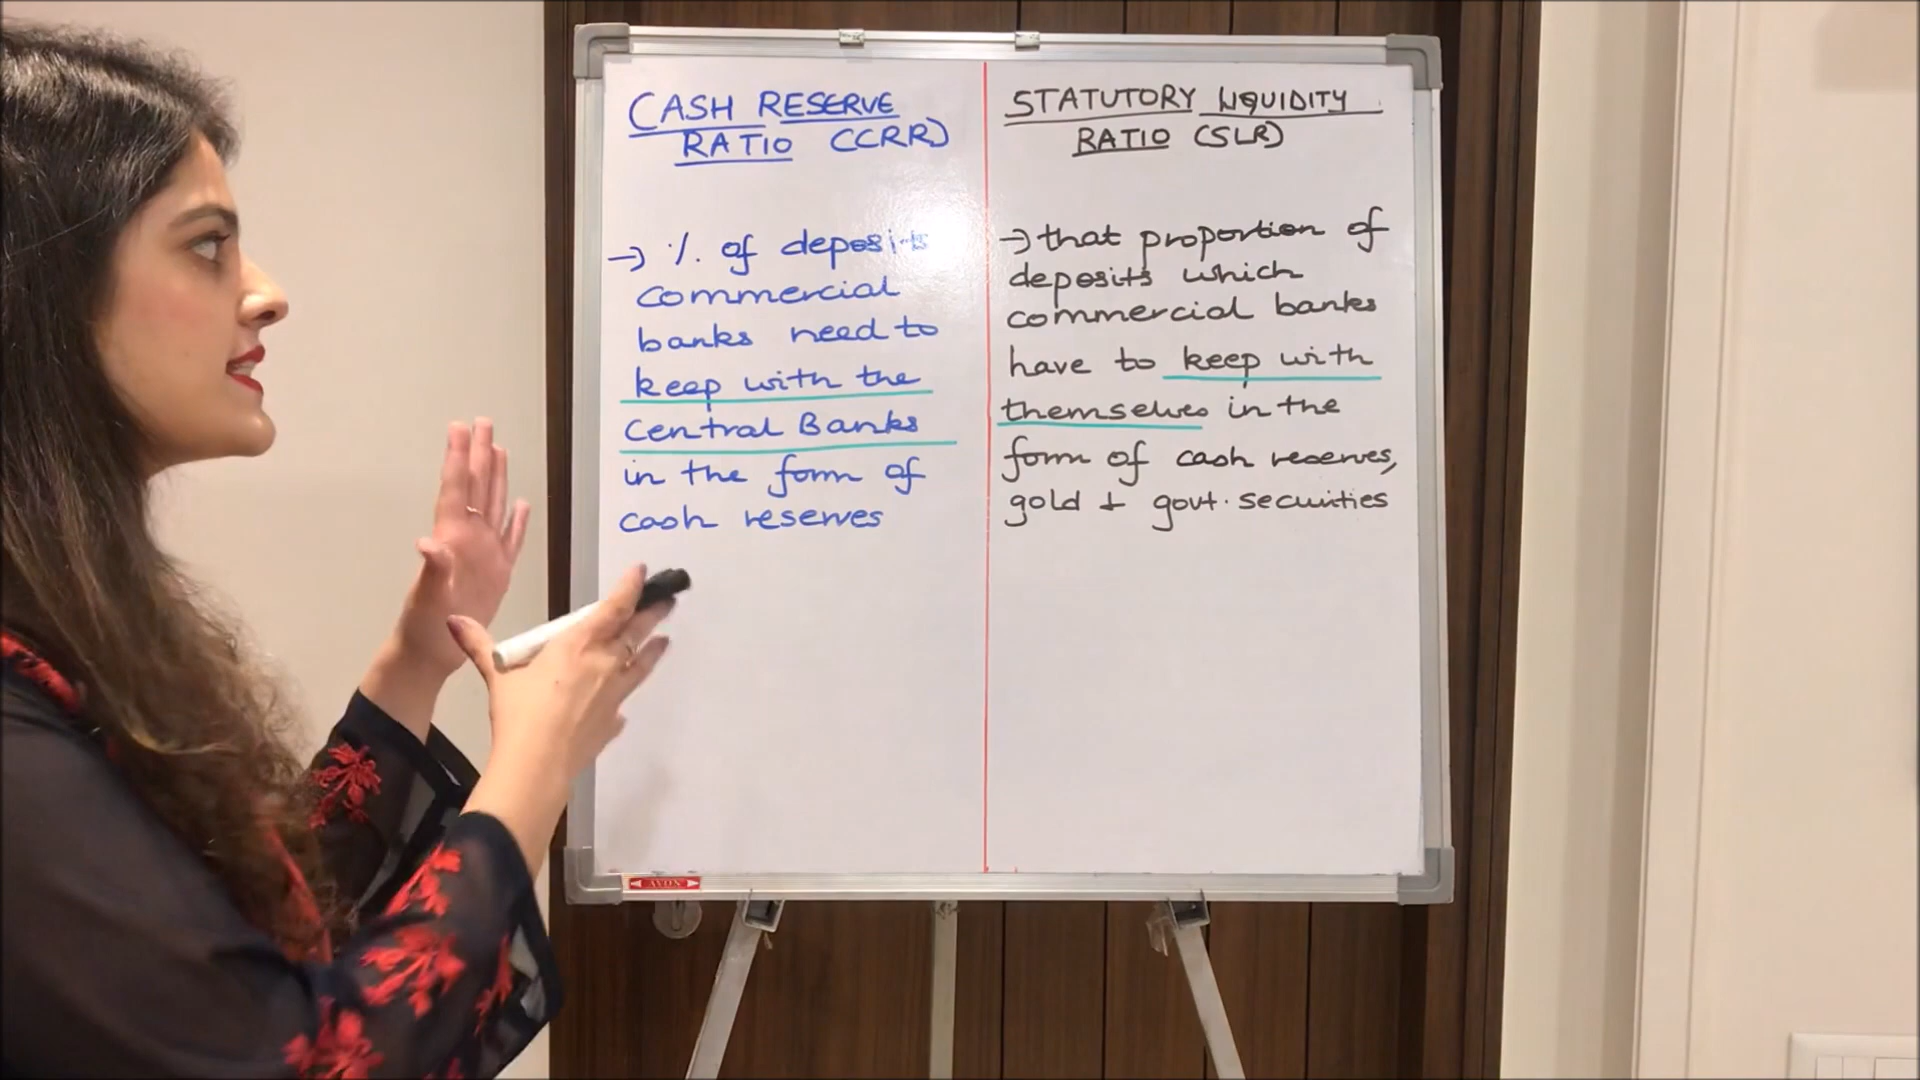 CASH RESERVE
RATIO (CRR)
→ % of deposits
commercial
banks need to
keep with the
Central Banks
in the form of
cash reserves
STATUTORY LIQUIDITY
RATIO (SLR)
→ that proportion of
deposits which
commercial banks
have to keep with
themselves in the
form of cash reserves,
gold + govt. securities
AVON